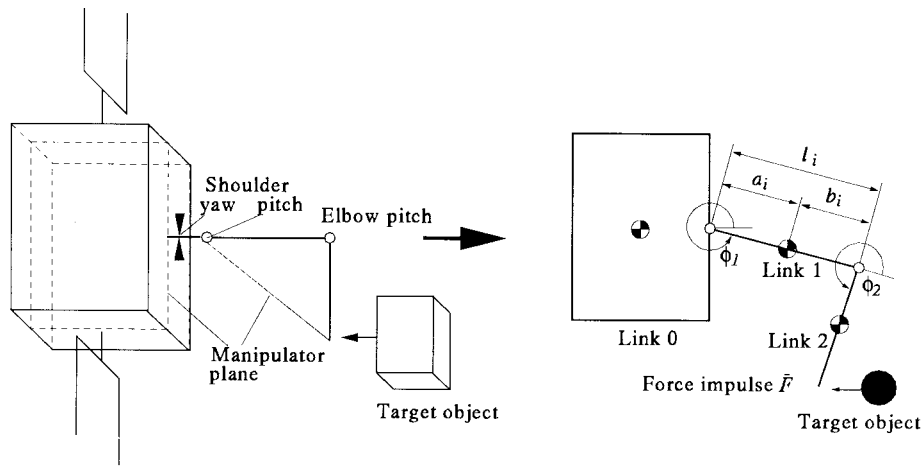 Shoulder
yaw pitch
Elbow pitch
Manipulator
plane
Target object
l_i
a_i
b_i
ϕ_1
Link 1
ϕ_2
Link 0
Link 2
Force impulse F̄
Target object